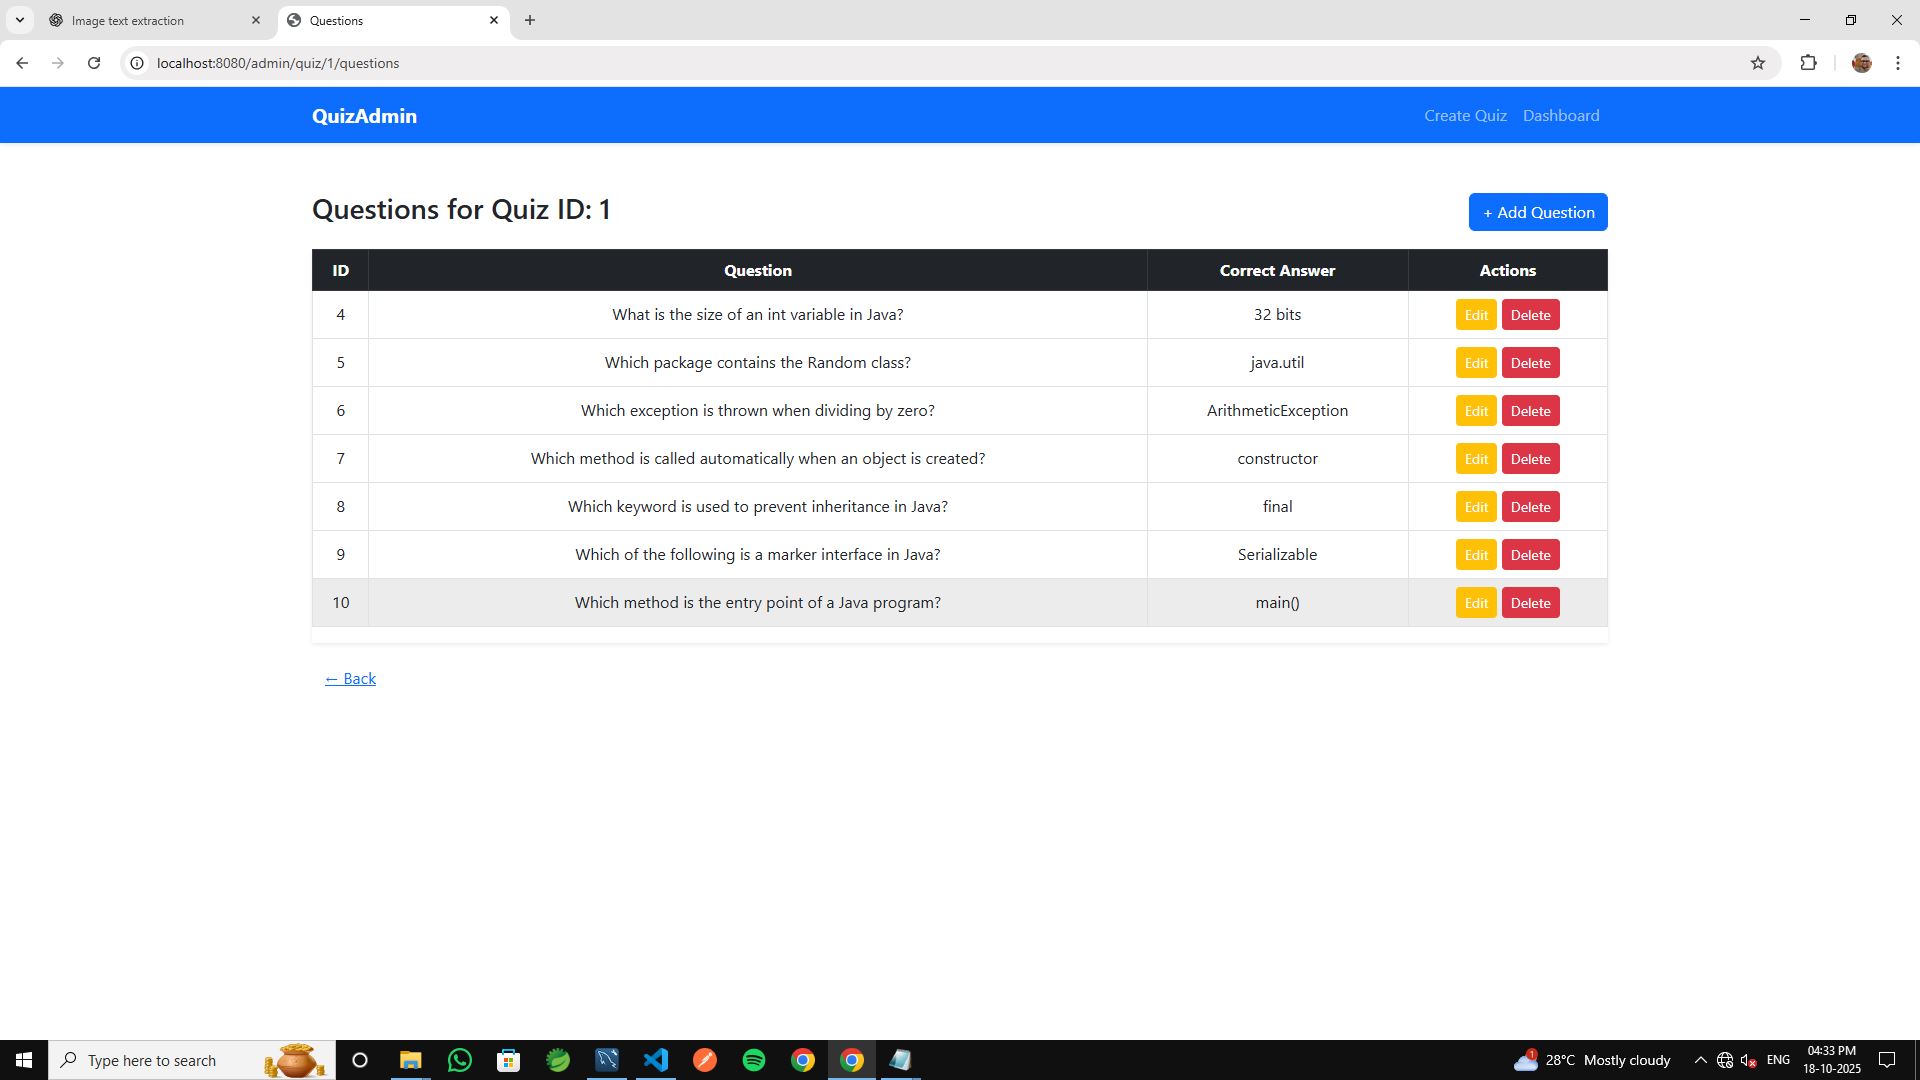 Image text extraction
Questions
localhost:8080/admin/quiz/1/questions
QuizAdmin
Create Quiz Dashboard
Questions for Quiz ID: 1
+ Add Question
ID Question Correct Answer Actions
4 What is the size of an int variable in Java? 32 bits Edit Delete
5 Which package contains the Random class? java.util Edit Delete
6 Which exception is thrown when dividing by zero? ArithmeticException Edit Delete
7 Which method is called automatically when an object is created? constructor Edit Delete
8 Which keyword is used to prevent inheritance in Java? final Edit Delete
9 Which of the following is a marker interface in Java? Serializable Edit Delete
10 Which method is the entry point of a Java program? main() Edit Delete
← Back
Type here to search
1
28°C Mostly cloudy
ENG
04:33 PM
18-10-2025